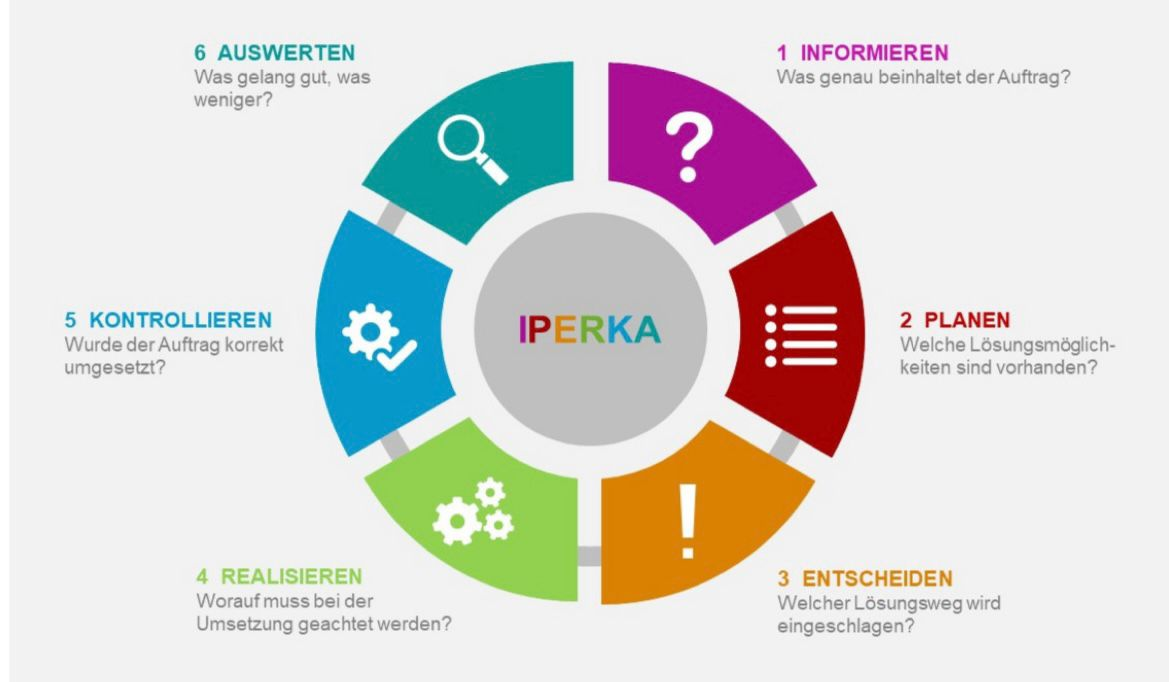 1 INFORMIEREN
Was genau beinhaltet der Auftrag?
2 PLANEN
Welche Lösungsmöglich-
keiten sind vorhanden?
3 ENTSCHEIDEN
Welcher Lösungsweg wird
eingeschlagen?
4 REALISIEREN
Worauf muss bei der
Umsetzung geachtet werden?
5 KONTROLLIEREN
Wurde der Auftrag korrekt
umgesetzt?
6 AUSWERTEN
Was gelang gut, was
weniger?
IPERKA
?
!